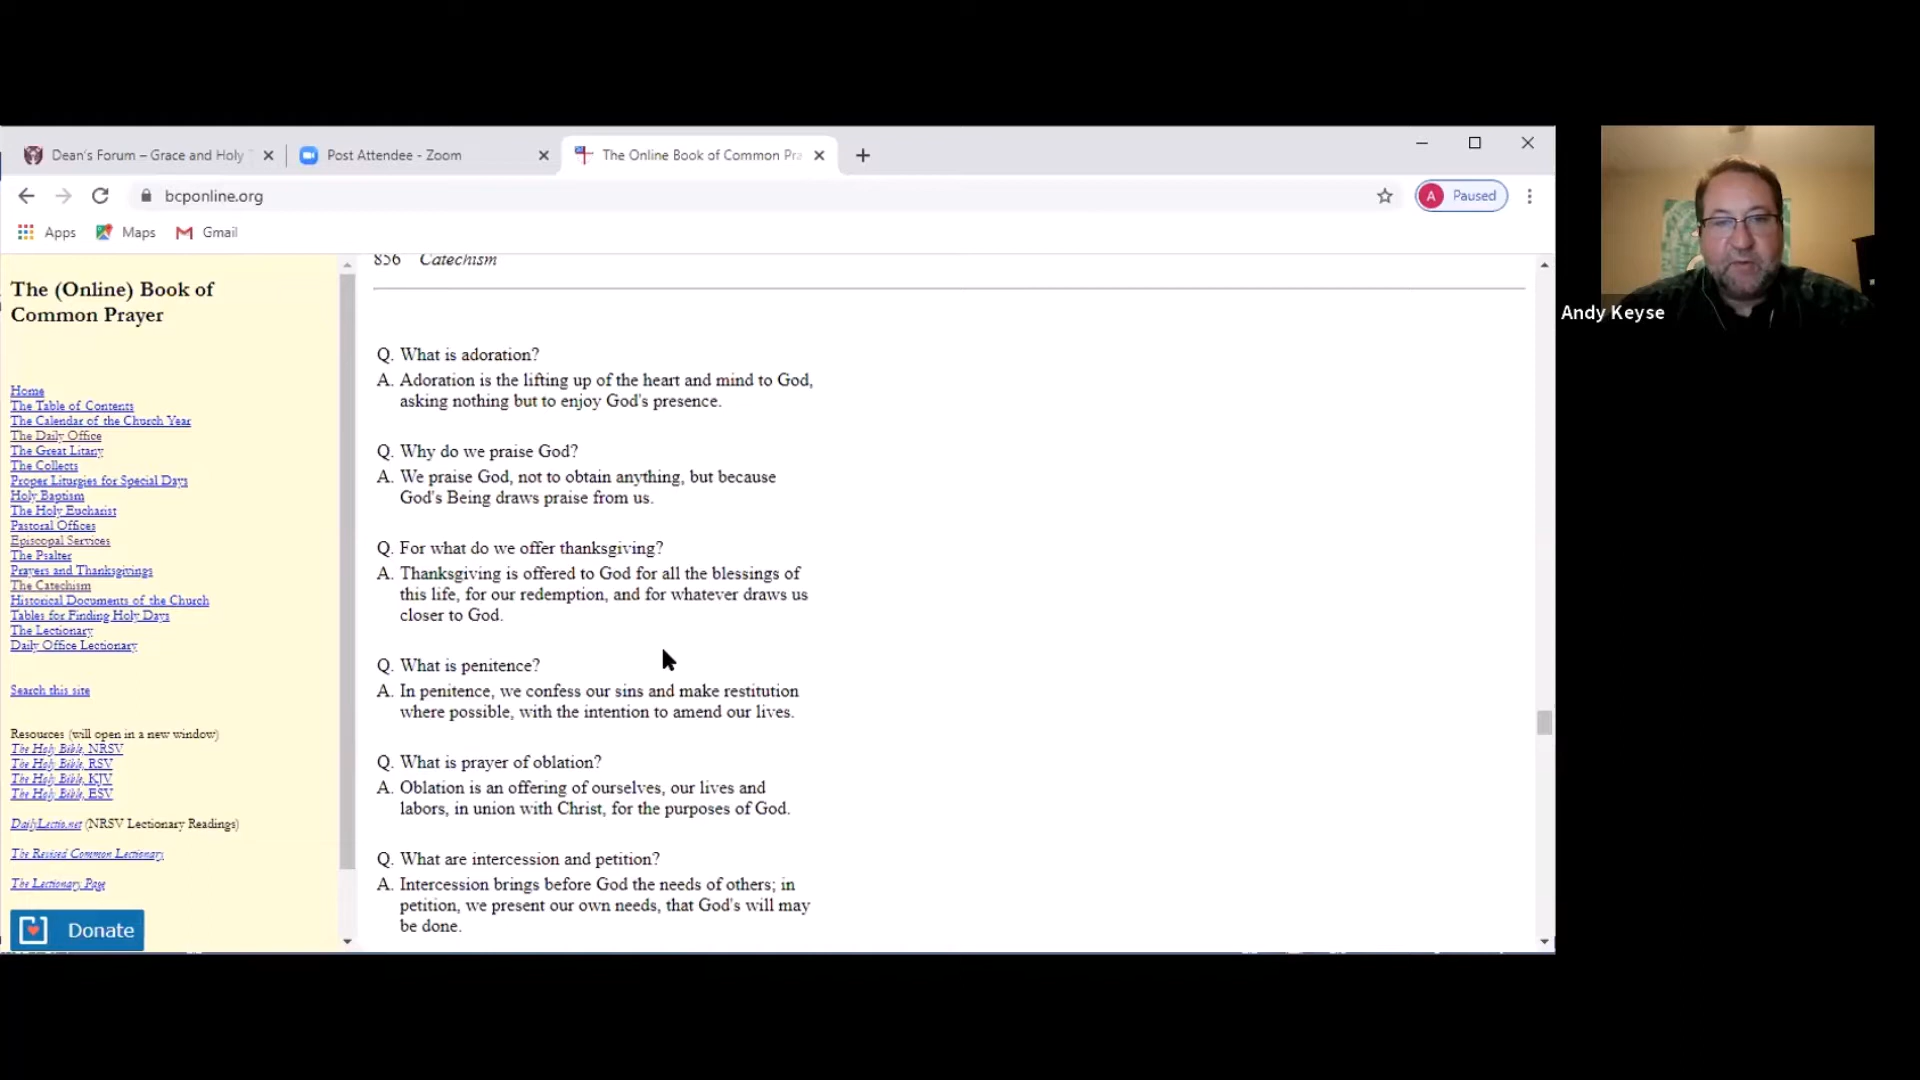 Dean's Forum – Grace and Holy
Post Attendee - Zoom
The Online Book of Common Pra
bcponline.org
A
Paused
Apps
Maps
Gmail
The (Online) Book of
Common Prayer
Home
The Table of Contents
The Calendar of the Church Year
The Daily Office
The Great Litany
The Collects
Proper Liturgies for Special Days
Holy Baptism
The Holy Eucharist
Pastoral Offices
Episcopal Services
The Psalter
Prayers and Thanksgivings
The Catechism
Historical Documents of the Church
Tables for Finding Holy Days
The Lectionary
Daily Office Lectionary
Search this site
Resources (will open in a new window)
The Holy Bible, NRSV
The Holy Bible, RSV
The Holy Bible, KJV
The Holy Bible, ESV
DailyLectio.net (NRSV Lectionary Readings)
The Revised Common Lectionary
The Lectionary Page
Donate
856 Catechism
Q. What is adoration?
A. Adoration is the lifting up of the heart and mind to God,
asking nothing but to enjoy God's presence.
Q. Why do we praise God?
A. We praise God, not to obtain anything, but because
God's Being draws praise from us.
Q. For what do we offer thanksgiving?
A. Thanksgiving is offered to God for all the blessings of
this life, for our redemption, and for whatever draws us
closer to God.
Q. What is penitence?
A. In penitence, we confess our sins and make restitution
where possible, with the intention to amend our lives.
Q. What is prayer of oblation?
A. Oblation is an offering of ourselves, our lives and
labors, in union with Christ, for the purposes of God.
Q. What are intercession and petition?
A. Intercession brings before God the needs of others; in
petition, we present our own needs, that God's will may
be done.
Andy Keyse